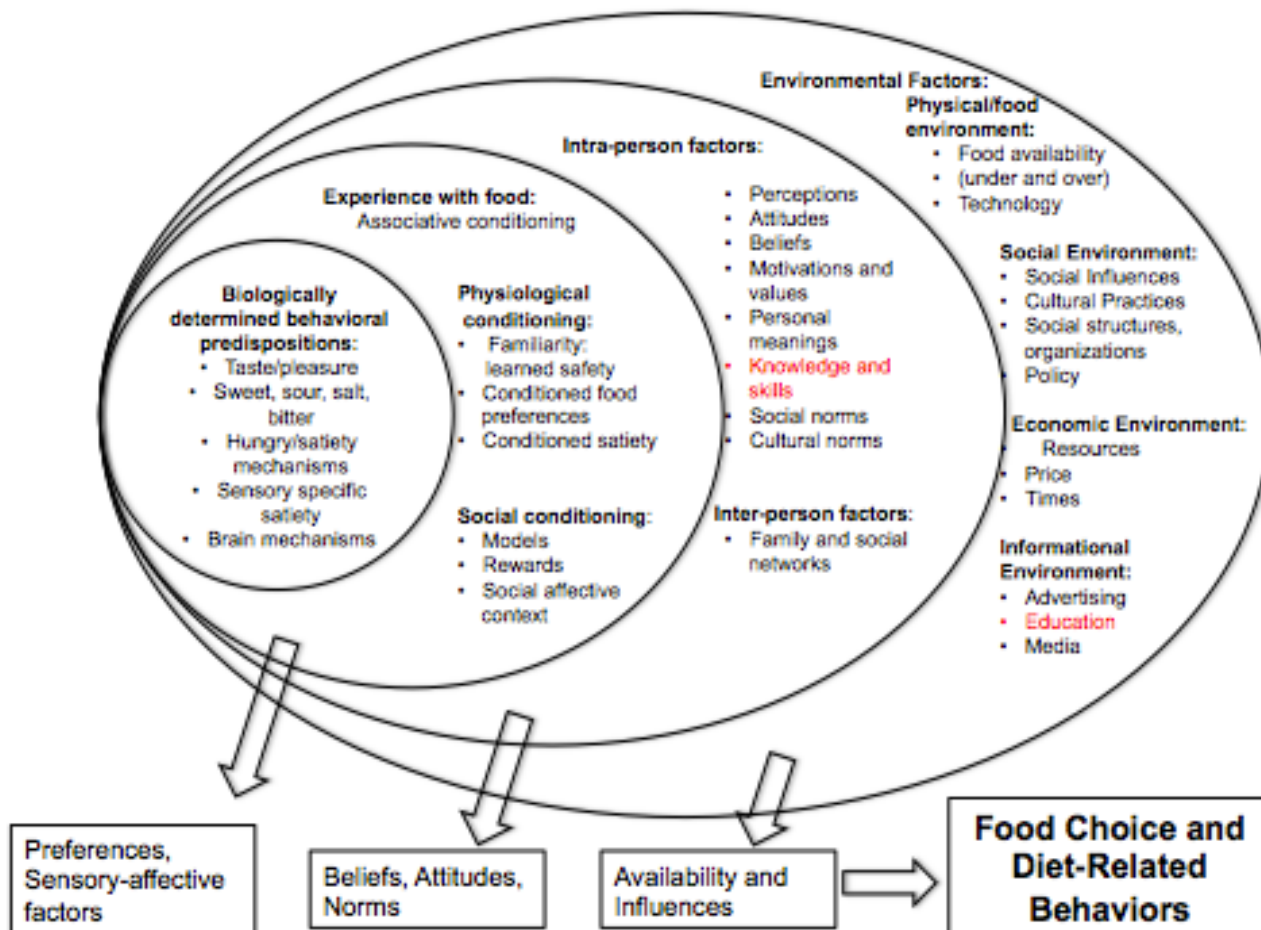 Environmental Factors:
Physical/food
environment:
• Food availability
• (under and over)
• Technology
Social Environment:
• Social Influences
• Cultural Practices
• Social structures,
organizations
• Policy
Economic Environment:
• Resources
• Price
• Times
Informational
Environment:
• Advertising
• Education
• Media
Intra-person factors:
• Perceptions
• Attitudes
• Beliefs
• Motivations and
values
• Personal
meanings
• Knowledge and
skills
• Social norms
• Cultural norms
Inter-person factors:
• Family and social
networks
Experience with food:
Associative conditioning
Physiological
conditioning:
• Familiarity:
learned safety
• Conditioned food
preferences
• Conditioned satiety
Social conditioning:
• Models
• Rewards
• Social affective
context
Biologically
determined behavioral
predispositions:
• Taste/pleasure
• Sweet, sour, salt,
bitter
• Hungry/satiety
mechanisms
• Sensory specific
satiety
• Brain mechanisms
Preferences,
Sensory-affective
factors
Beliefs, Attitudes,
Norms
Availability and
Influences
Food Choice and
Diet-Related
Behaviors